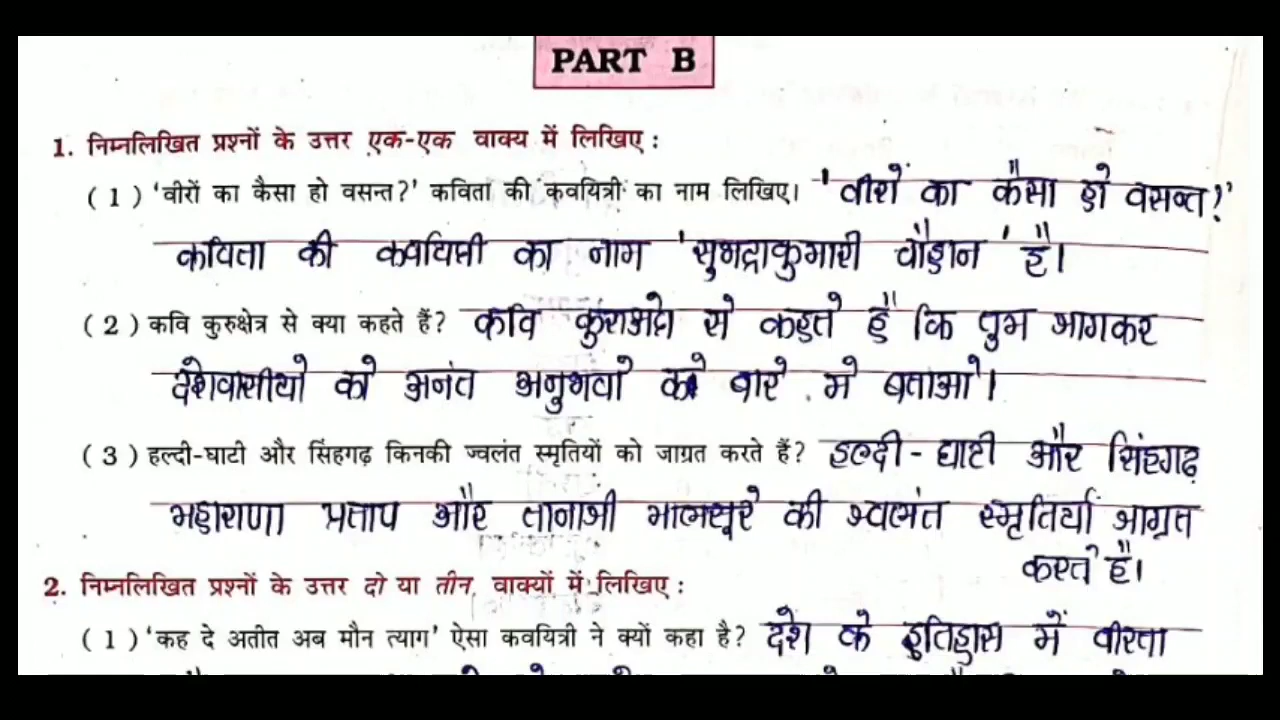 PART B
1. निम्नलिखित प्रश्नों के उत्तर एक-एक वाक्य में लिखिए :
( 1 ) 'वीरों का कैसा हो वसन्त?' कविता की कवयित्री का नाम लिखिए। 'वीरों का कैसा हो वसन्त?'
कविता की कवयित्री का नाम 'सुभद्राकुमारी चौहान' है।
( 2 ) कवि कुरुक्षेत्र से क्या कहते हैं? कवि कुरुक्षेत्र से कहते हैं कि तुम जागकर
देशवासीयो को अनंत अनुभवो के बारे मे बताओ।
( 3 ) हल्दी-घाटी और सिंहगढ़ किनकी ज्वलंत स्मृतियों को जाग्रत करते हैं? हल्दी-घाटी और सिंहगढ़
महाराणा प्रताप और तानाजी मालसूरे की ज्वलंत स्मृतियाँ जाग्रत
करते है।
2. निम्नलिखित प्रश्नों के उत्तर दो या तीन वाक्यों में लिखिए :
( 1 ) 'कह दे अतीत अब मौन त्याग' ऐसा कवयित्री ने क्यों कहा है? देश के इतिहास में वीरता